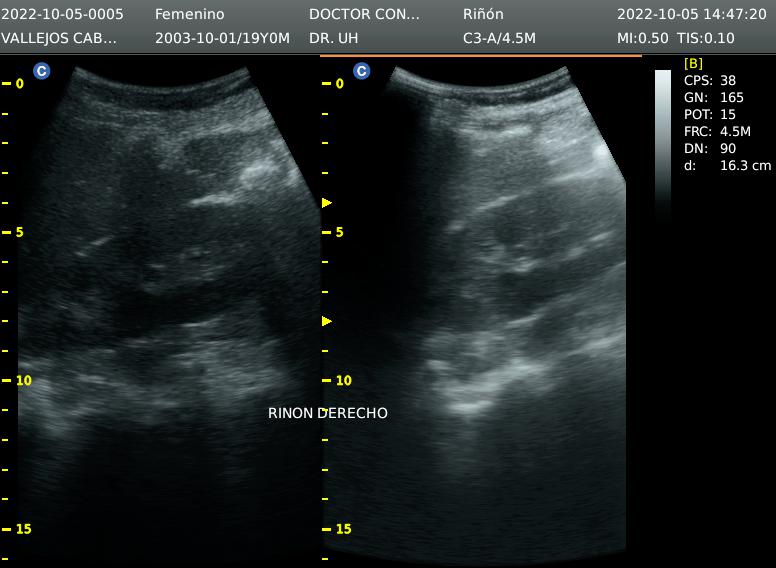 2022-10-05-0005 Femenino DOCTOR CON... Riñón 2022-10-05 14:47:20
VALLEJOS CAB... 2003-10-01/19Y0M DR. UH C3-A/4.5M MI:0.50 TIS:0.10
C C
[B]
CPS: 38
GN: 165
POT: 15
FRC: 4.5M
DN: 90
d: 16.3 cm
0 0
5 5
10 10
RINON DERECHO
15 15